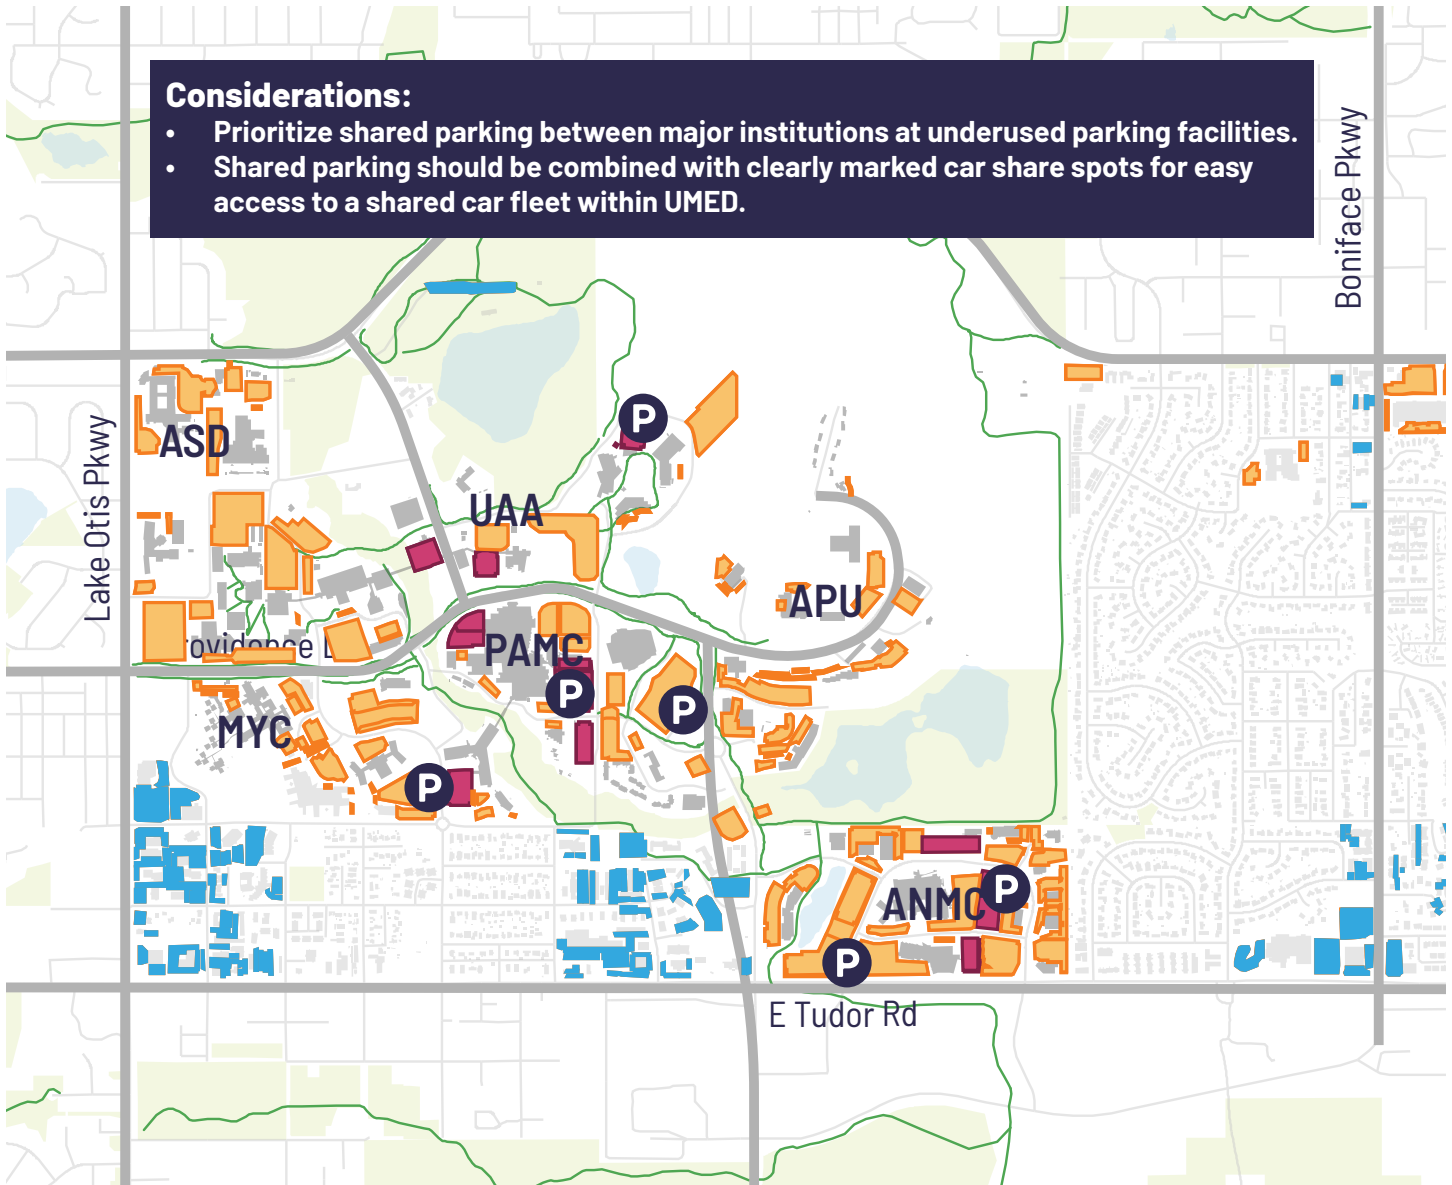 Considerations:
• Prioritize shared parking between major institutions at underused parking facilities.
• Shared parking should be combined with clearly marked car share spots for easy
access to a shared car fleet within UMED.
Boniface Pkwy
Lake Otis Pkwy
P
ASD
UAA
APU
rovidence
PAMC
P
P
MYC
P
P
ANMC
P
E Tudor Rd